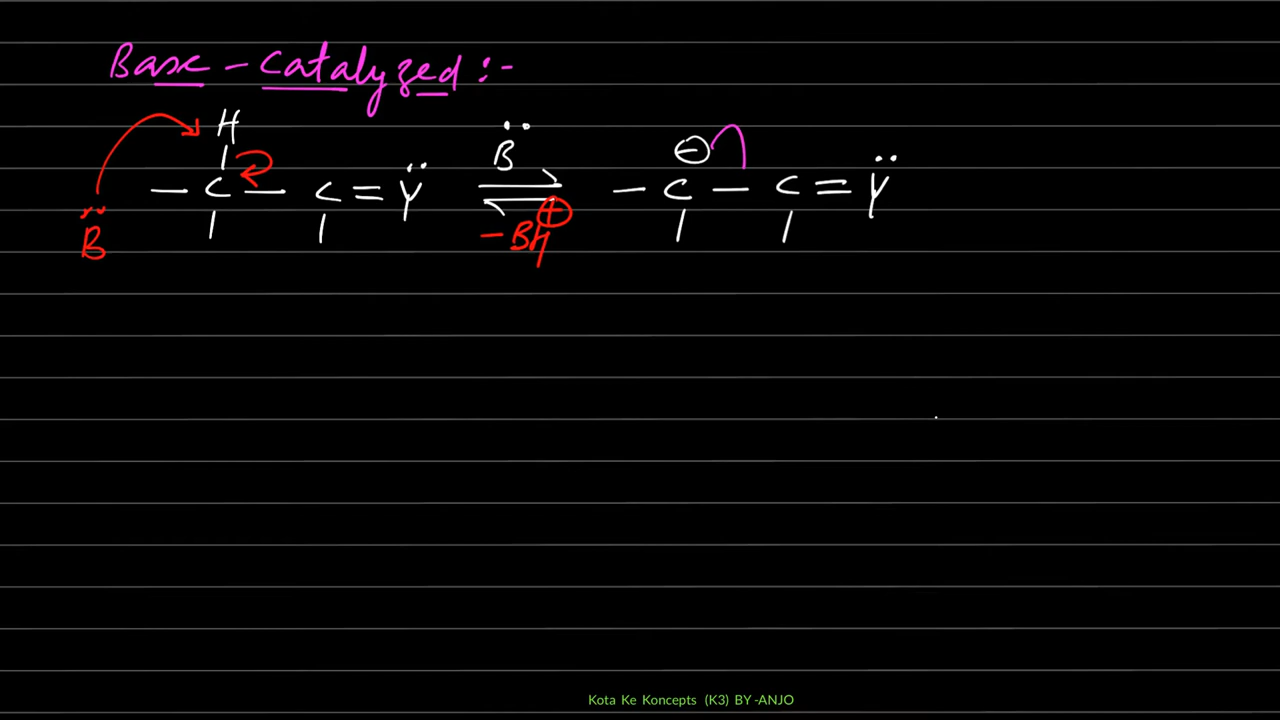 Base - Catalyzed :-
H B̈ ⊖
B̈ - C - C = Ÿ ⇌ - C - C = Ÿ
- BH⊕
Kota Ke Koncepts (K3) BY -ANJO